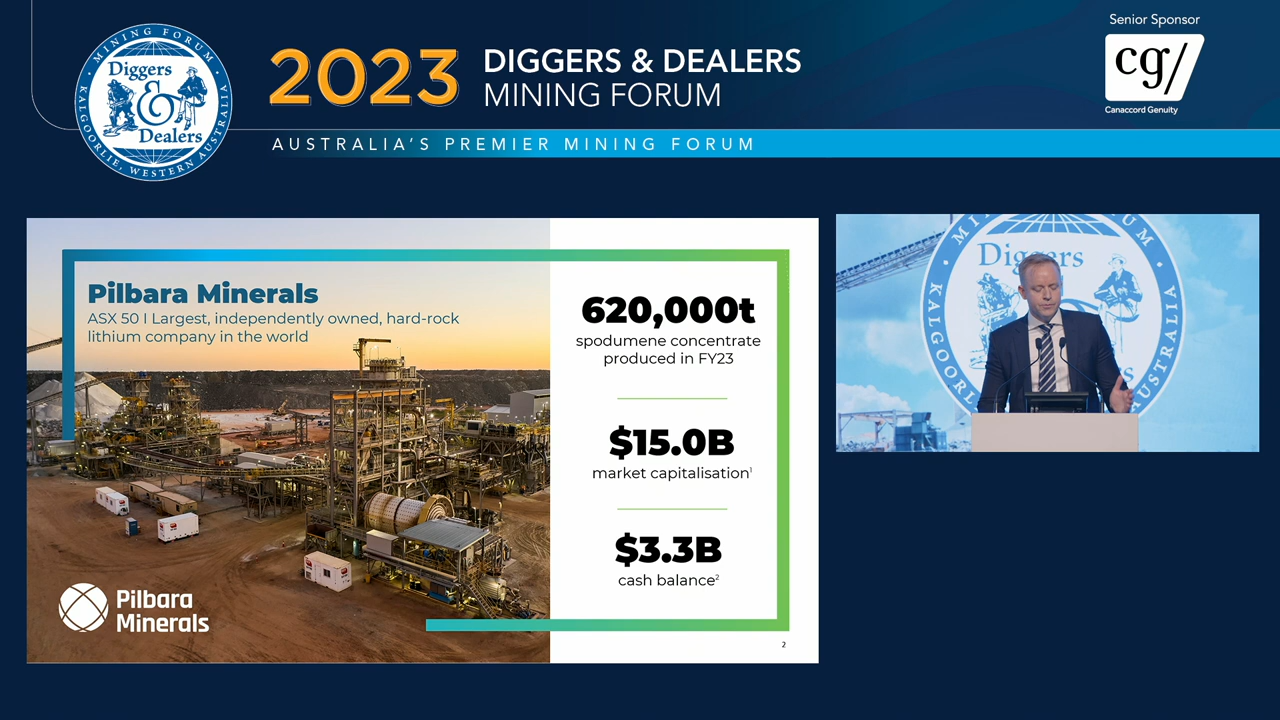 MINING FORUM
Diggers
&
Dealers
KALGOORLIE, WESTERN AUSTRALIA
2023
DIGGERS & DEALERS
MINING FORUM
AUSTRALIA'S PREMIER MINING FORUM
Senior Sponsor
cg/
Canaccord Genuity
Pilbara Minerals
ASX 50 I Largest, independently owned, hard-rock
lithium company in the world
Pilbara
Minerals
620,000t
spodumene concentrate
produced in FY23
$15.0B
market capitalisation¹
$3.3B
cash balance²
2
Diggers